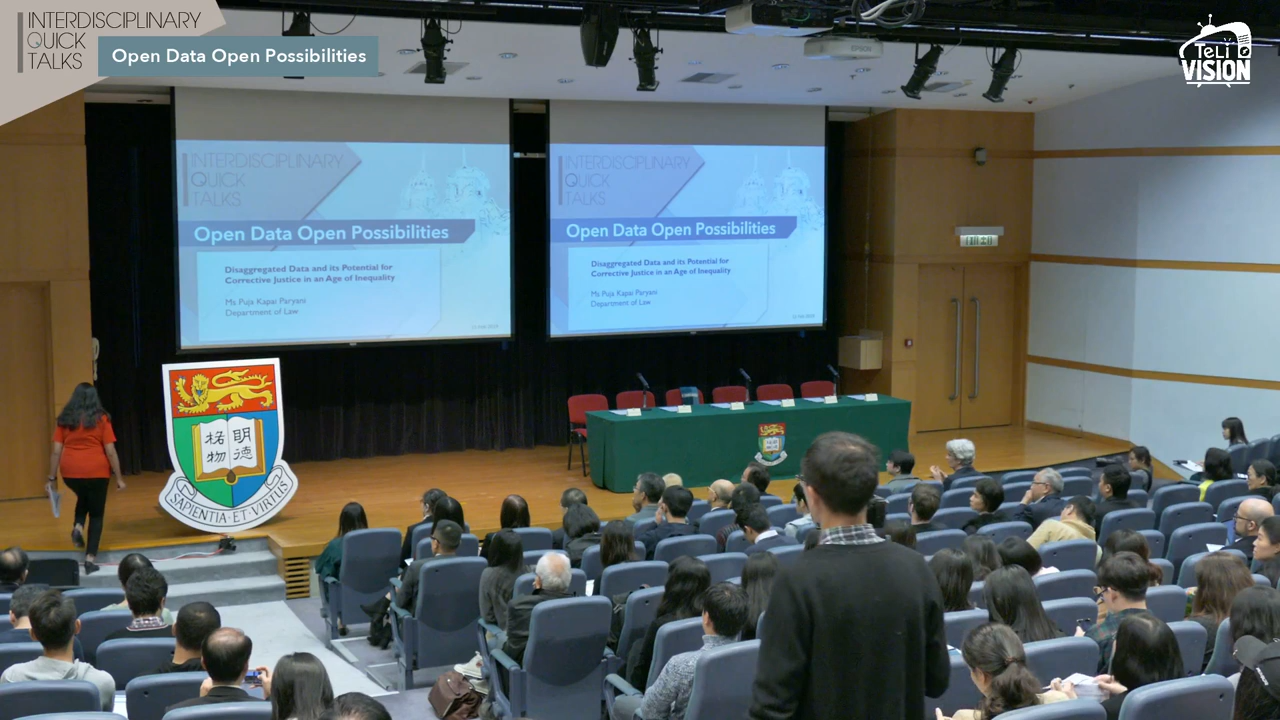 INTERDISCIPLINARY
QUICK
TALKS
Open Data Open Possibilities
TeLi
VISION
EPSON
INTERDISCIPLINARY
QUICK
TALKS
Open Data Open Possibilities
Disaggregated Data and its Potential for
Corrective Justice in an Age of Inequality
Ms Puja Kapai Paryani
Department of Law
INTERDISCIPLINARY
QUICK
TALKS
Open Data Open Possibilities
Disaggregated Data and its Potential for
Corrective Justice in an Age of Inequality
Ms Puja Kapai Paryani
Department of Law
明德
格物
SAPIENTIA·ET·VIRTUS